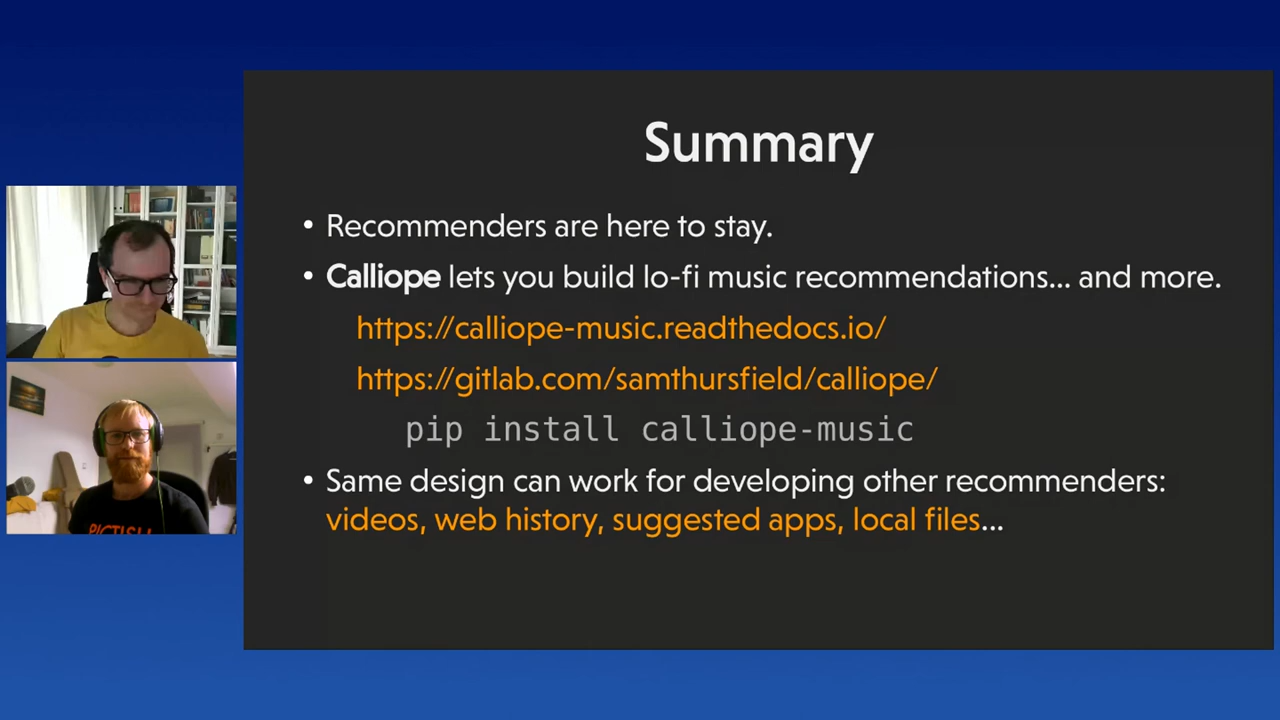 Summary
• Recommenders are here to stay.
• Calliope lets you build lo-fi music recommendations... and more.
https://calliope-music.readthedocs.io/
https://gitlab.com/samthursfield/calliope/
pip install calliope-music
• Same design can work for developing other recommenders:
videos, web history, suggested apps, local files...